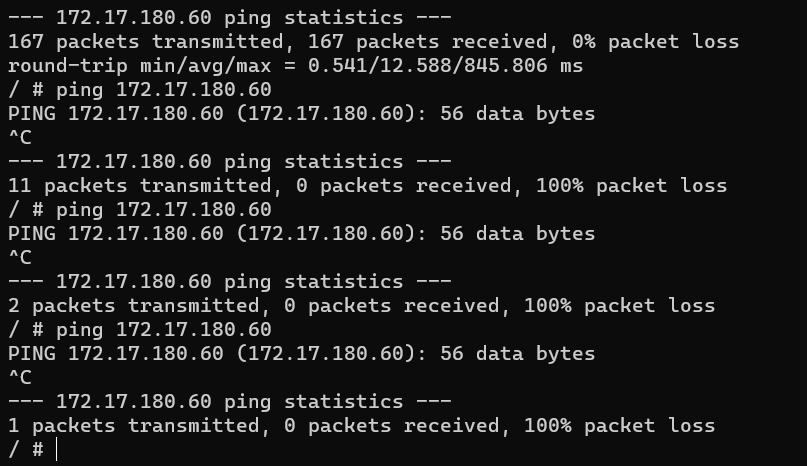 --- 172.17.180.60 ping statistics ---
167 packets transmitted, 167 packets received, 0% packet loss
round-trip min/avg/max = 0.541/12.588/845.806 ms
/ # ping 172.17.180.60
PING 172.17.180.60 (172.17.180.60): 56 data bytes
^C
--- 172.17.180.60 ping statistics ---
11 packets transmitted, 0 packets received, 100% packet loss
/ # ping 172.17.180.60
PING 172.17.180.60 (172.17.180.60): 56 data bytes
^C
--- 172.17.180.60 ping statistics ---
2 packets transmitted, 0 packets received, 100% packet loss
/ # ping 172.17.180.60
PING 172.17.180.60 (172.17.180.60): 56 data bytes
^C
--- 172.17.180.60 ping statistics ---
1 packets transmitted, 0 packets received, 100% packet loss
/ #